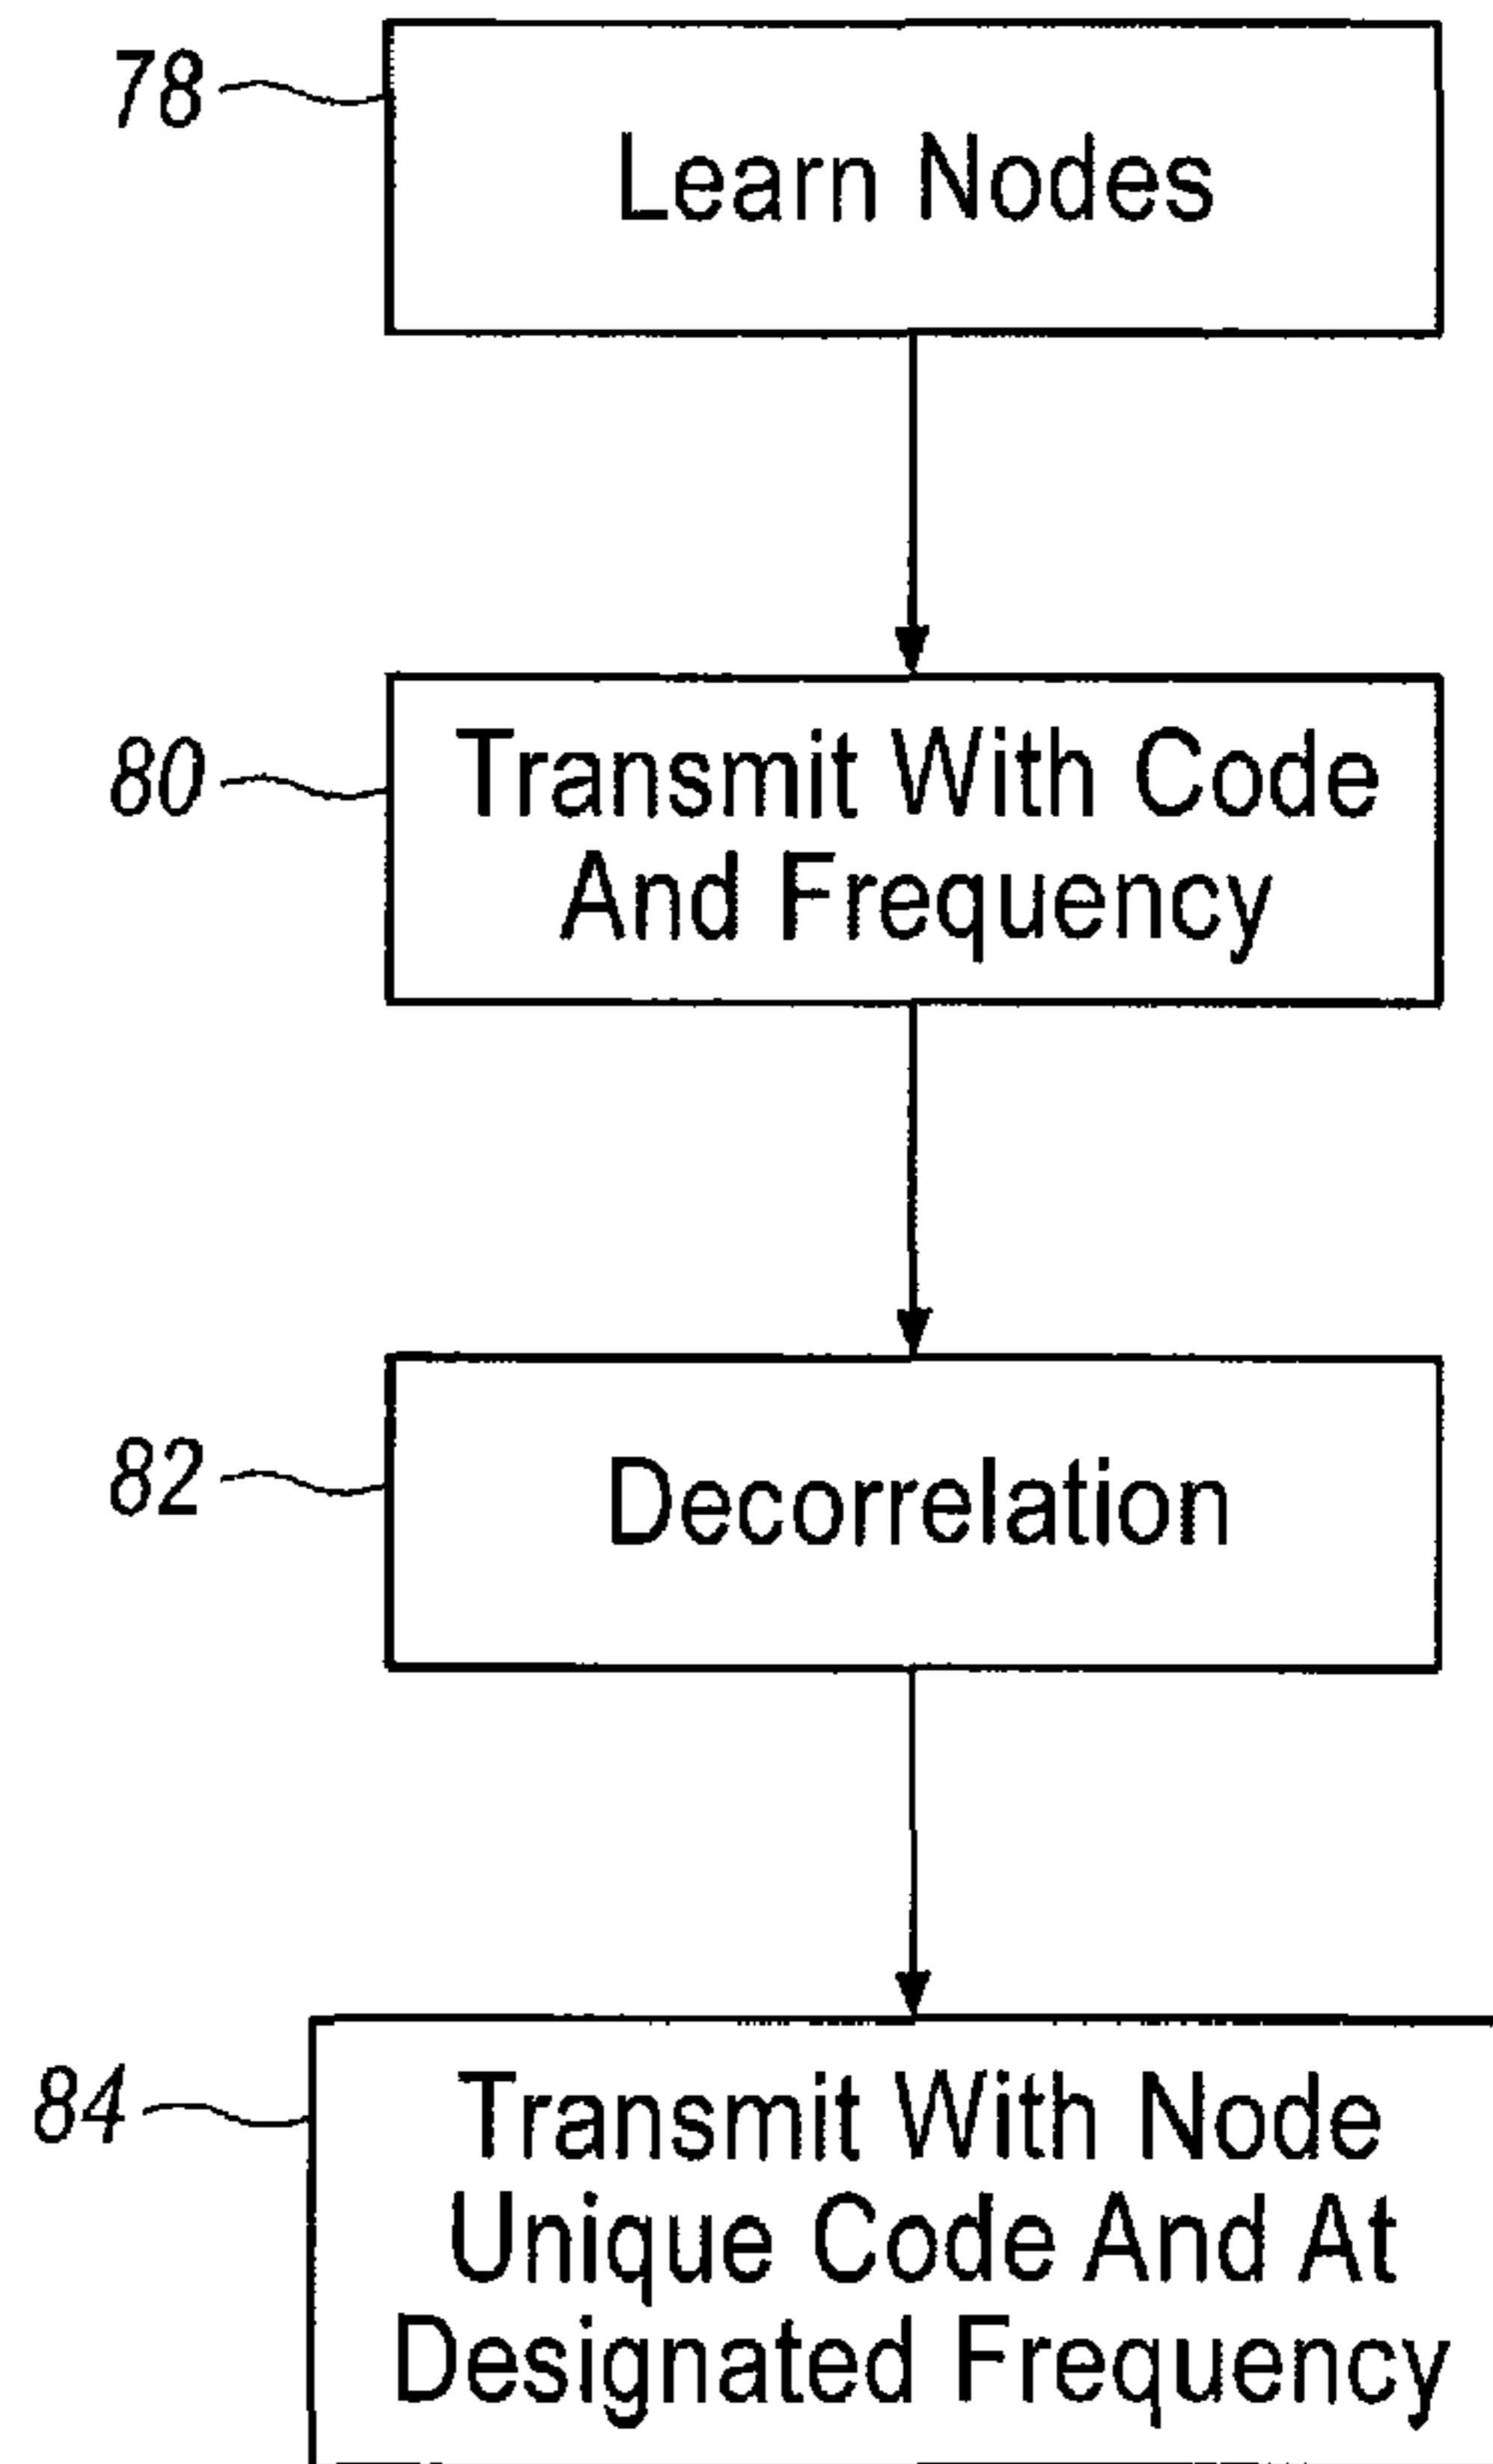 78
Learn Nodes
80
Transmit With Code
And Frequency
82
Decorrelation
84
Transmit With Node
Unique Code And At
Designated Frequency